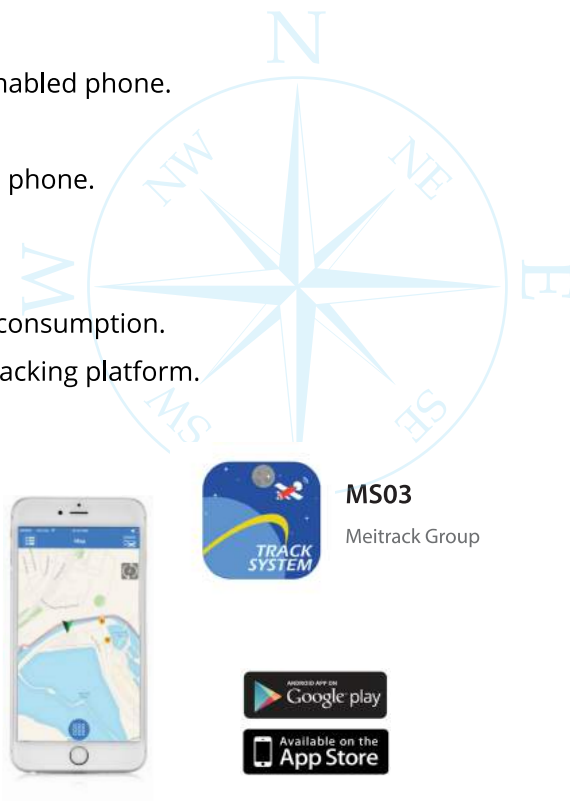 N
nabled phone.
NW
NE
phone.
W
E
consumption.
acking platform.
SW
SE
MS03
Meitrack Group
TRACK
SYSTEM
Map
ANDROID APP ON
Google play
Available on the
App Store